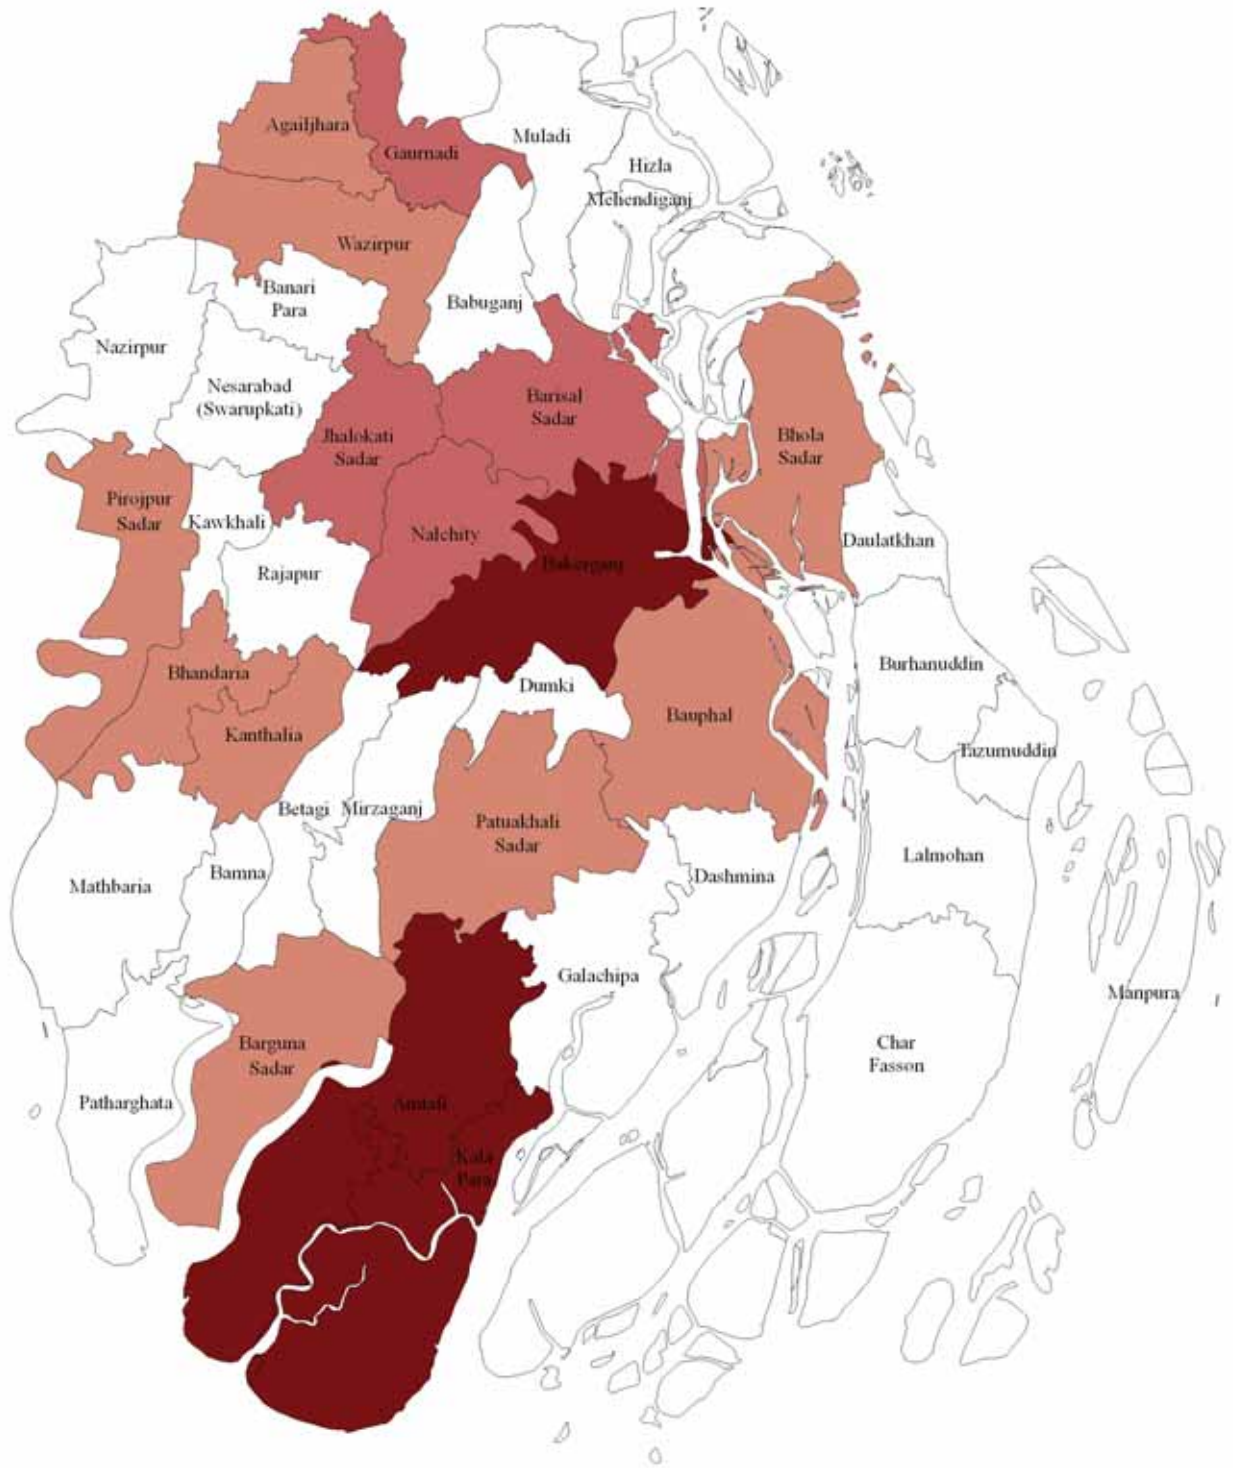 Agailjhara
Gaurnadi
Muladi
Hizla
Mehendiganj
Wazirpur
Banari
Para
Babuganj
Nazirpur
Nesarabad
(Swarupkati)
Barisal
Sadar
Jhalokati
Sadar
Bhola
Sadar
Pirojpur
Sadar
Kawkhali
Nalchity
Daulatkhan
Rajapur
Bakerganj
Bhandaria
Dumki
Burhanuddin
Kanthalia
Bauphal
Tazumuddin
Betagi
Mirzaganj
Patuakhali
Sadar
Lalmohan
Mathbaria
Bamna
Dashmina
Galachipa
Manpura
Barguna
Sadar
Char
Fasson
Patharghata
Amtali
Kala
Para